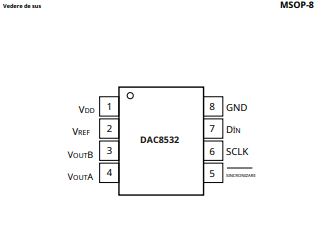 Vedere de sus
MSOP-8
VDD 1 8 GND
VREF 2 7 DIN
DAC8532
VOUTB 3 6 SCLK
VOUTA 4 5 SINCRONIZARE